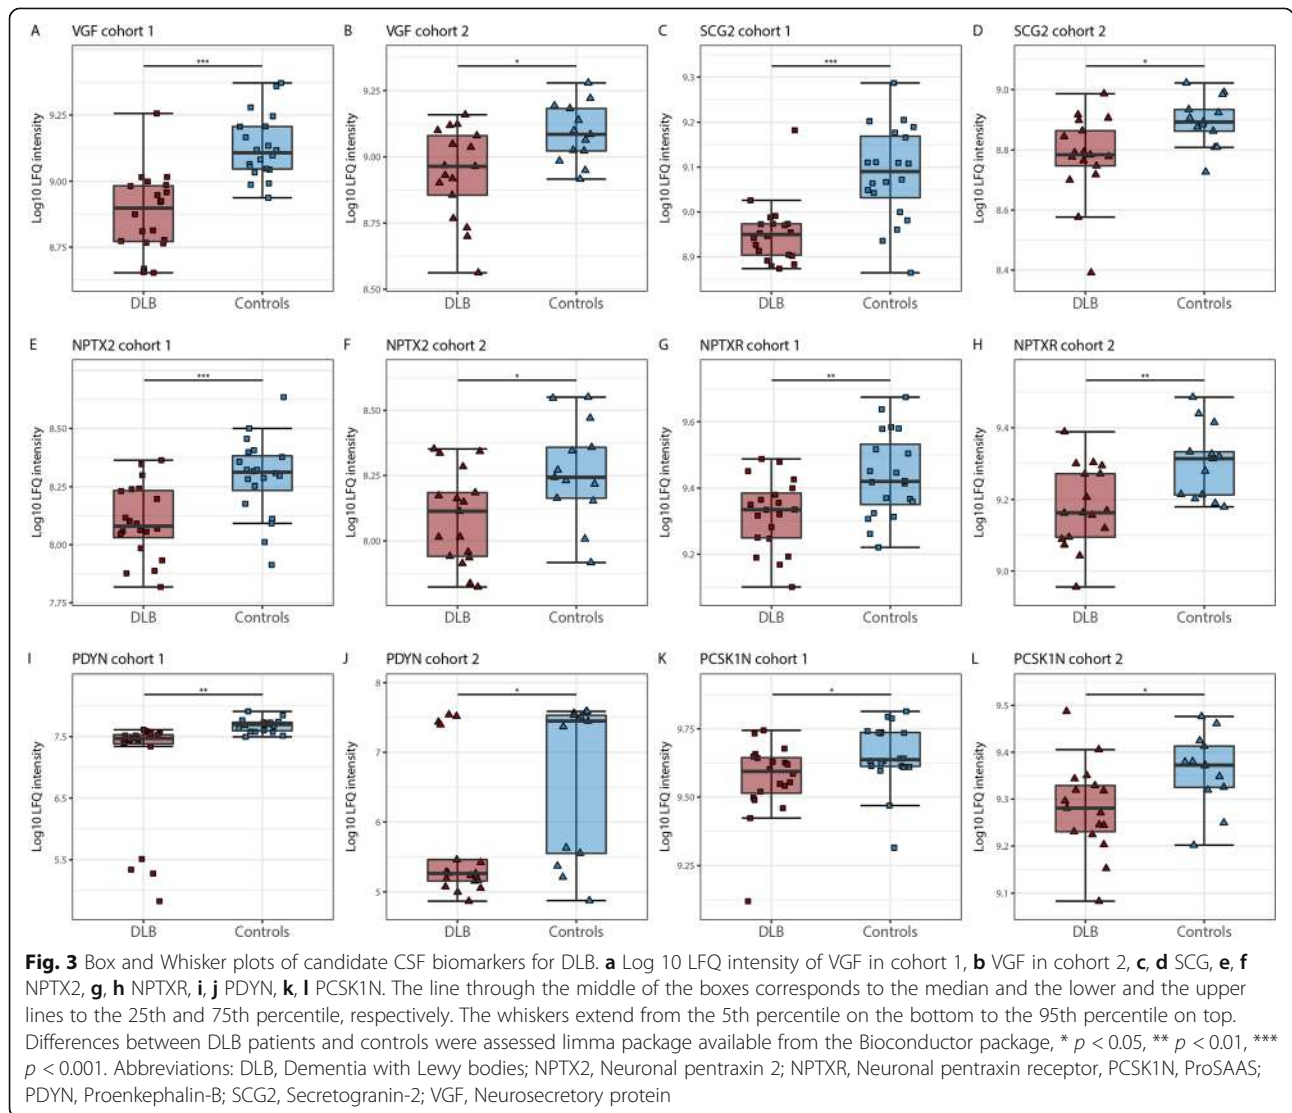 A VGF cohort 1
B VGF cohort 2
C SCG2 cohort 1
D SCG2 cohort 2
Log10 LFQ intensity
9.25
9.00
8.75
***
DLB Controls
Log10 LFQ intensity
9.25
9.00
8.75
8.50
*
DLB Controls
Log10 LFQ intensity
9.3
9.2
9.1
9.0
8.9
***
DLB Controls
Log10 LFQ intensity
9.0
8.8
8.6
8.4
*
DLB Controls
E NPTX2 cohort 1
F NPTX2 cohort 2
G NPTXR cohort 1
H NPTXR cohort 2
Log10 LFQ intensity
8.50
8.25
8.00
7.75
***
DLB Controls
Log10 LFQ intensity
8.50
8.25
8.00
*
DLB Controls
Log10 LFQ intensity
9.6
9.4
9.2
**
DLB Controls
Log10 LFQ intensity
9.4
9.2
9.0
**
DLB Controls
I PDYN cohort 1
J PDYN cohort 2
K PCSK1N cohort 1
L PCSK1N cohort 2
Log10 LFQ intensity
7.5
6.5
5.5
**
DLB Controls
Log10 LFQ intensity
8
7
6
5
*
DLB Controls
Log10 LFQ intensity
9.75
9.50
9.25
*
DLB Controls
Log10 LFQ intensity
9.5
9.4
9.3
9.2
9.1
*
DLB Controls
Fig. 3 Box and Whisker plots of candidate CSF biomarkers for DLB. a Log 10 LFQ intensity of VGF in cohort 1, b VGF in cohort 2, c, d SCG, e, f
NPTX2, g, h NPTXR, i, j PDYN, k, l PCSK1N. The line through the middle of the boxes corresponds to the median and the lower and the upper
lines to the 25th and 75th percentile, respectively. The whiskers extend from the 5th percentile on the bottom to the 95th percentile on top.
Differences between DLB patients and controls were assessed limma package available from the Bioconductor package, * p < 0.05, ** p < 0.01, ***
p < 0.001. Abbreviations: DLB, Dementia with Lewy bodies; NPTX2, Neuronal pentraxin 2; NPTXR, Neuronal pentraxin receptor, PCSK1N, ProSAAS;
PDYN, Proenkephalin-B; SCG2, Secretogranin-2; VGF, Neurosecretory protein